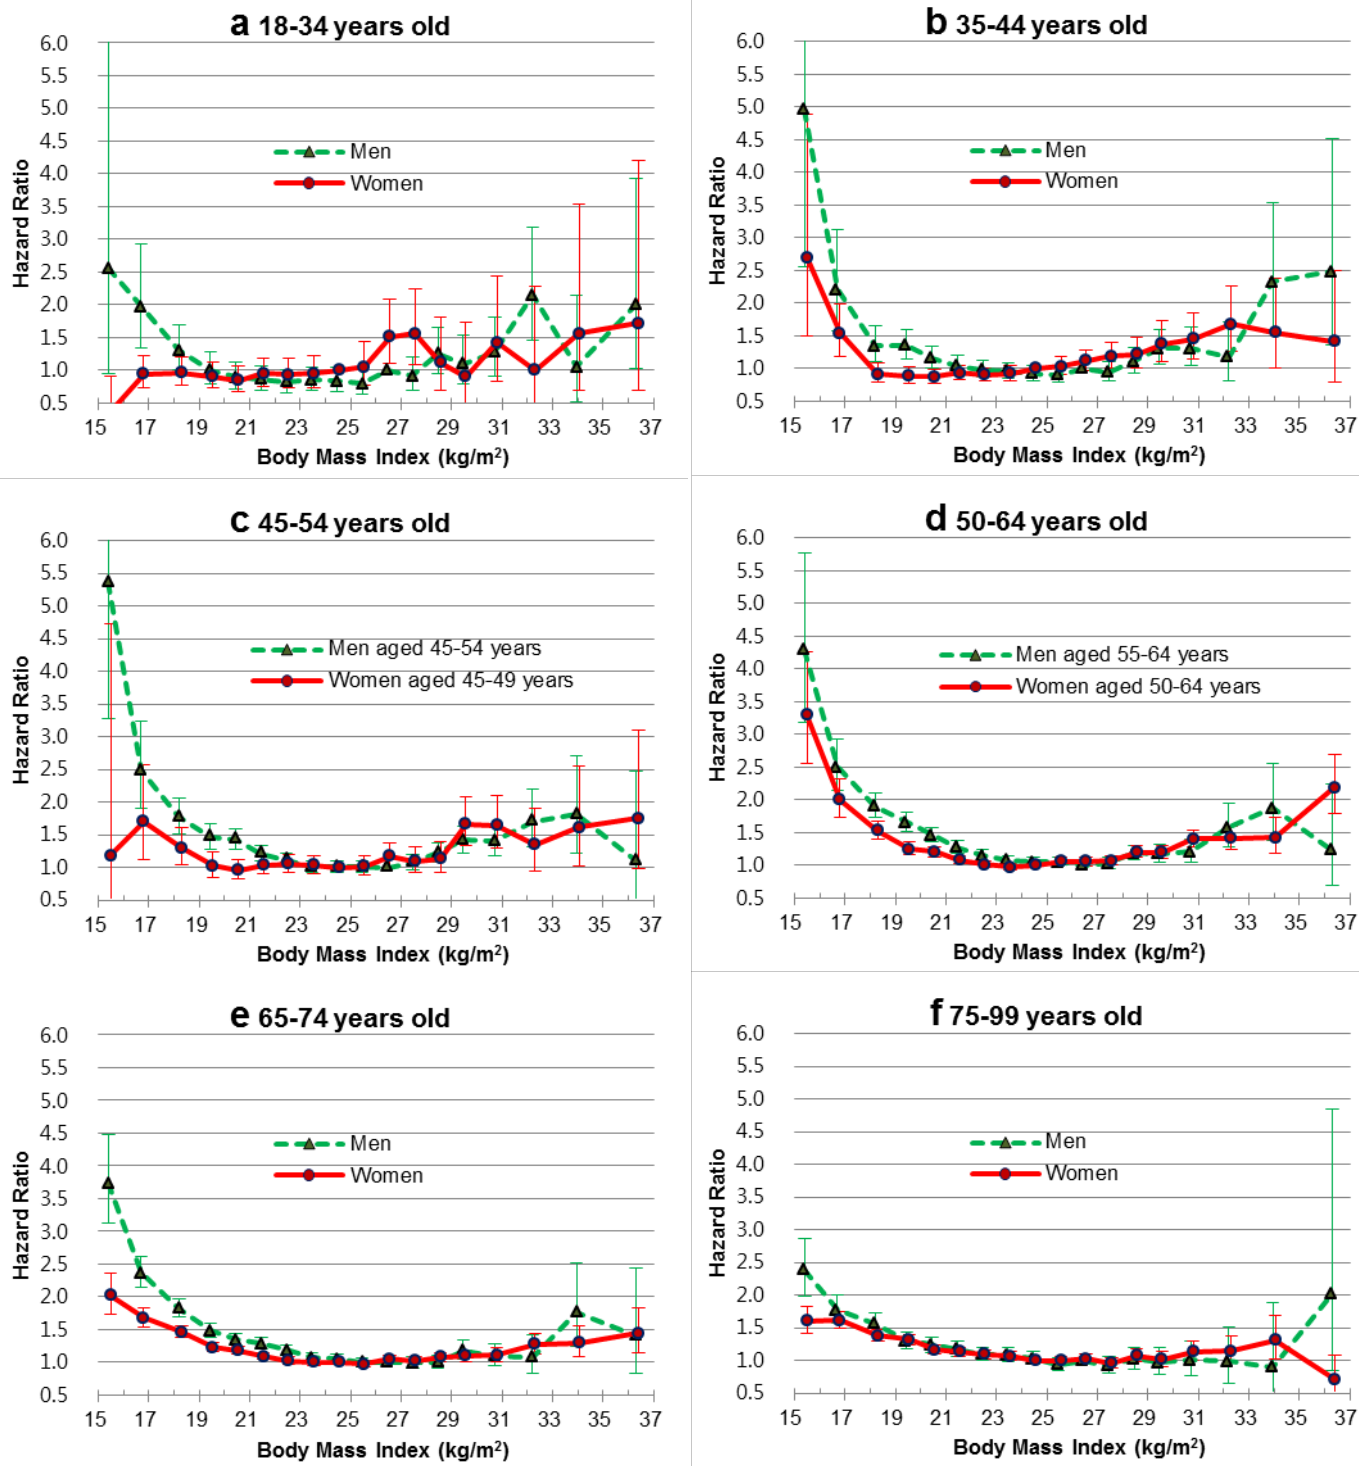 a 18-34 years old
6.0
5.5
5.0
4.5
4.0
3.5
3.0
2.5
2.0
1.5
1.0
0.5
Hazard Ratio
Men
Women
15 17 19 21 23 25 27 29 31 33 35 37
Body Mass Index (kg/m²)
b 35-44 years old
6.0
5.5
5.0
4.5
4.0
3.5
3.0
2.5
2.0
1.5
1.0
0.5
Hazard Ratio
Men
Women
15 17 19 21 23 25 27 29 31 33 35 37
Body Mass Index (kg/m²)
c 45-54 years old
6.0
5.5
5.0
4.5
4.0
3.5
3.0
2.5
2.0
1.5
1.0
0.5
Hazard Ratio
Men aged 45-54 years
Women aged 45-49 years
15 17 19 21 23 25 27 29 31 33 35 37
Body Mass Index (kg/m²)
d 50-64 years old
6.0
5.5
5.0
4.5
4.0
3.5
3.0
2.5
2.0
1.5
1.0
0.5
Hazard Ratio
Men aged 55-64 years
Women aged 50-64 years
15 17 19 21 23 25 27 29 31 33 35 37
Body Mass Index (kg/m²)
e 65-74 years old
6.0
5.5
5.0
4.5
4.0
3.5
3.0
2.5
2.0
1.5
1.0
0.5
Hazard Ratio
Men
Women
15 17 19 21 23 25 27 29 31 33 35 37
Body Mass Index (kg/m²)
f 75-99 years old
6.0
5.5
5.0
4.5
4.0
3.5
3.0
2.5
2.0
1.5
1.0
0.5
Hazard Ratio
Men
Women
15 17 19 21 23 25 27 29 31 33 35 37
Body Mass Index (kg/m²)